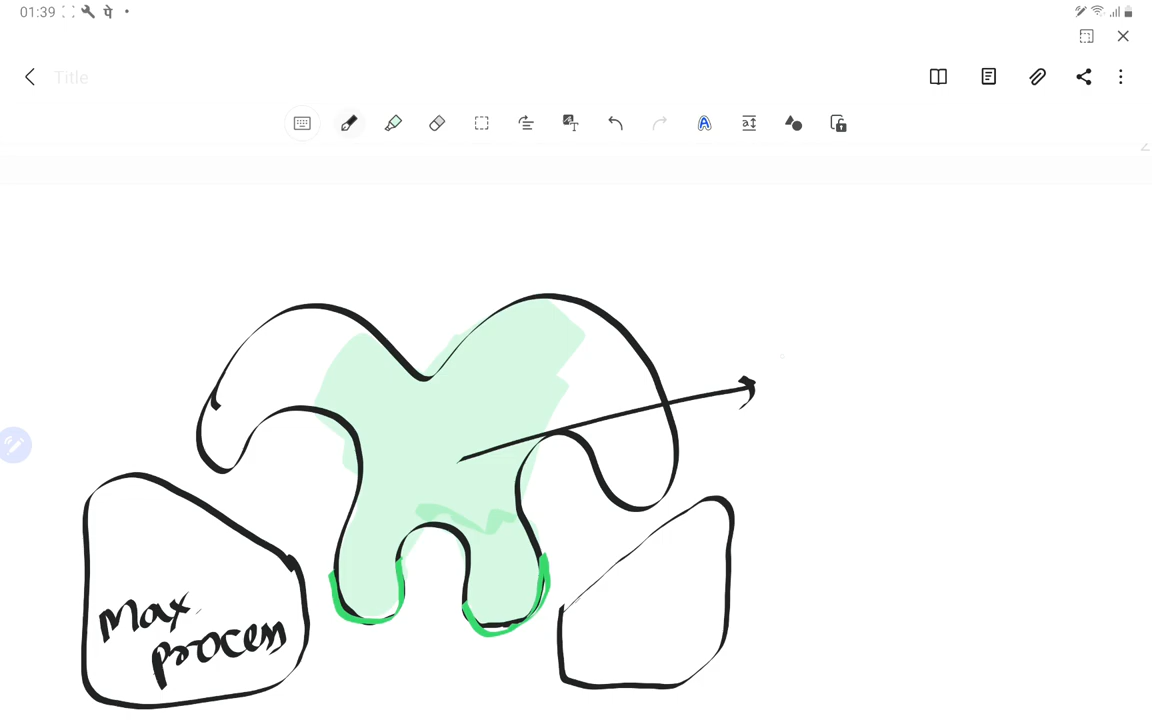 01:39 पे
Title
A
Max.
process